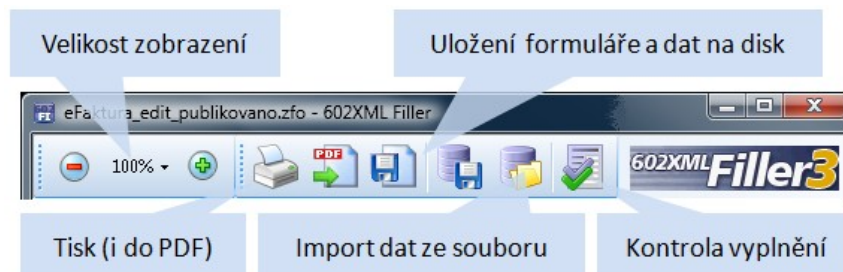 Velikost zobrazení
Uložení formuláře a dat na disk
eFaktura_edit_publikovano.zfo - 602XML Filler
100%
PDF
602XML Filler3
Tisk (i do PDF)
Import dat ze souboru
Kontrola vyplnění